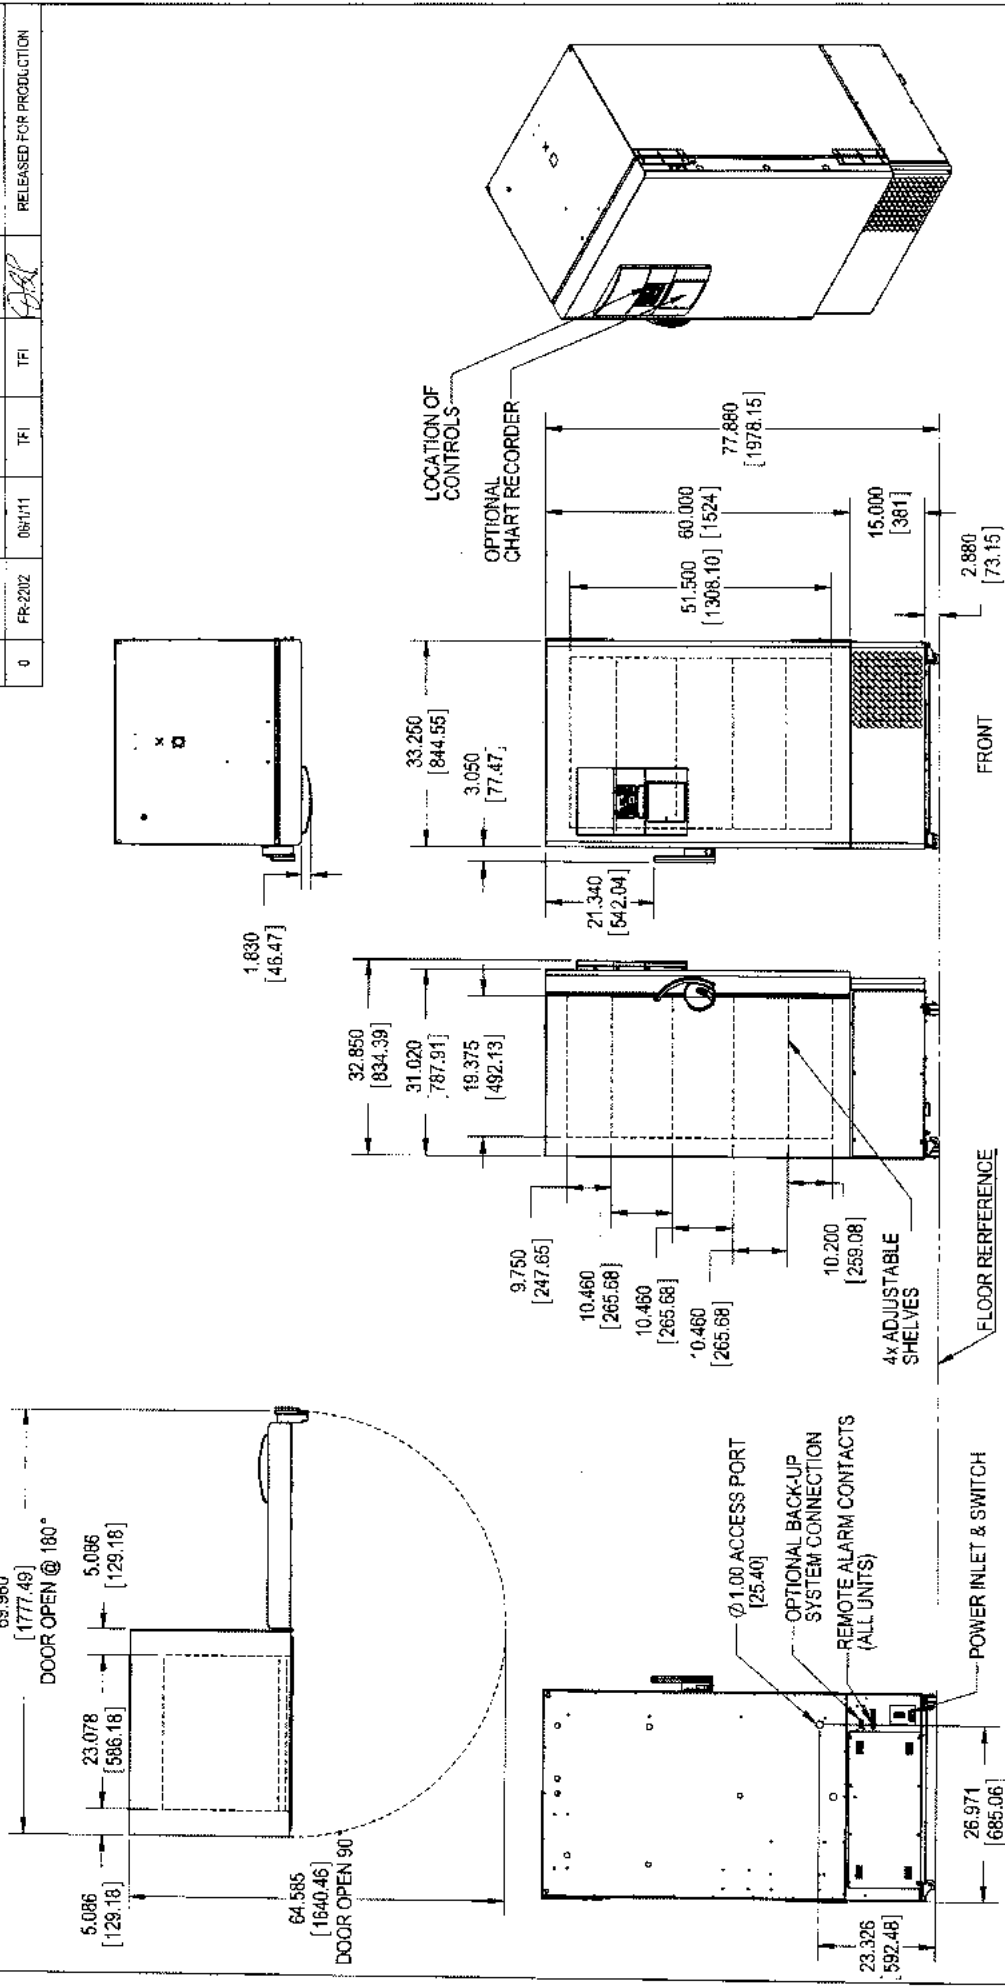 0 FR-2202 06/1/11 TFI TFI RELEASED FOR PRODUCTION
[1777.49]
DOOR OPEN @ 180°
5.086
[129.18]
23.078
[586.18]
5.086
[129.18]
64.585
[1640.46]
DOOR OPEN 90°
1.830
[46.47]
LOCATION OF
CONTROLS
OPTIONAL
CHART RECORDER
32.850
[834.39]
31.020
[787.91]
19.375
[492.13]
33.250
[844.55]
3.050
[77.47]
21.340
[542.04]
77.880
[1978.15]
60.000
[1524]
51.500
[1308.10]
15.000
[381]
2.880
[73.15]
FRONT
9.750
[247.65]
10.460
[265.68]
10.460
[265.68]
10.460
[265.68]
10.200
[259.08]
4x ADJUSTABLE
SHELVES
FLOOR RERFERENCE
Ø1.00 ACCESS PORT
[25.40]
OPTIONAL BACK-UP
SYSTEM CONNECTION
REMOTE ALARM CONTACTS
(ALL UNITS)
POWER INLET & SWITCH
23.326
[592.48]
26.971
[685.06]